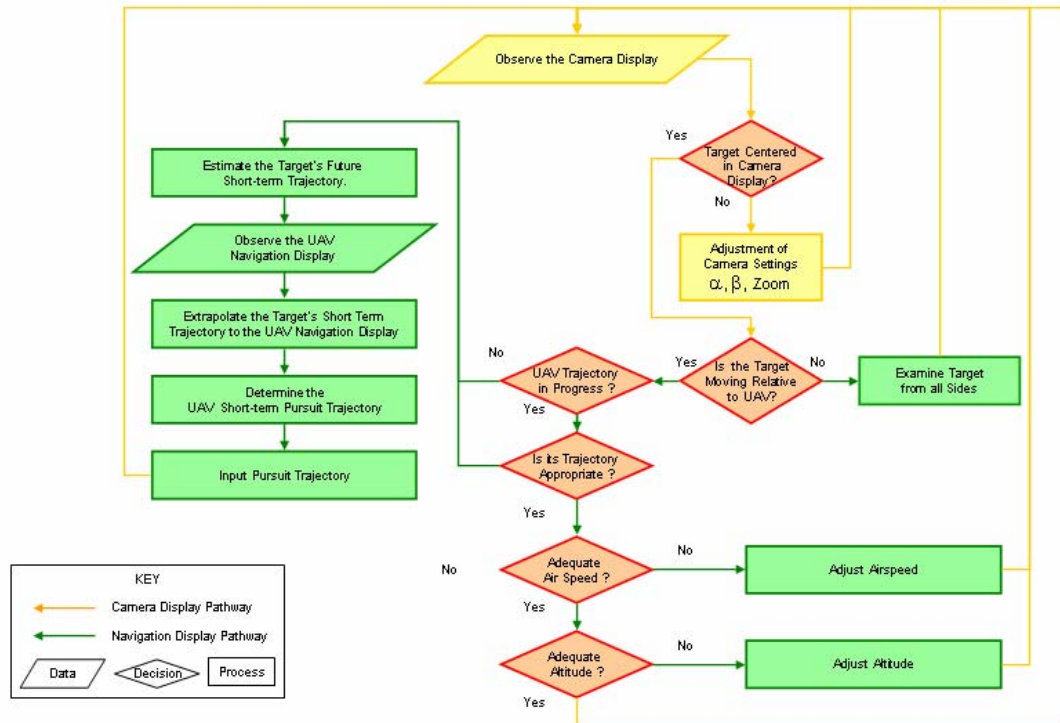 Observe the Camera Display
Yes
Target Centered
in Camera
Display?
No
Adjustment of
Camera Settings
α, β, Zoom
Estimate the Target's Future
Short-term Trajectory.
Observe the UAV
Navigation Display
Extrapolate the Target's Short Term
Trajectory to the UAV Navigation Display
Determine the
UAV Short-term Pursuit Trajectory
Input Pursuit Trajectory
No
UAV Trajectory
in Progress ?
Yes
Is the Target
Moving Relative
to UAV?
No
Examine Target
from all Sides
Yes
Is its Trajectory
Appropriate ?
Yes
No
Adequate
Air Speed ?
No
Adjust Airspeed
Yes
Adequate
Altitude ?
No
Adjust Altitude
Yes
KEY
Camera Display Pathway
Navigation Display Pathway
Data
Decision
Process